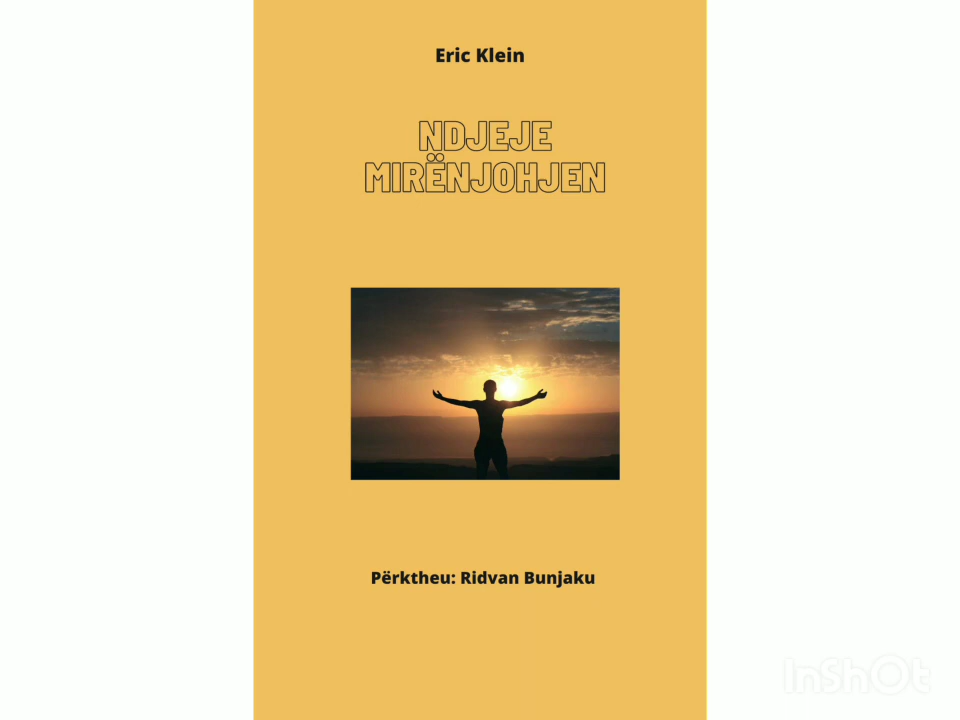 Eric Klein
NDJEJE
MIRËNJOHJEN
Përktheu: Ridvan Bunjaku
InShOt